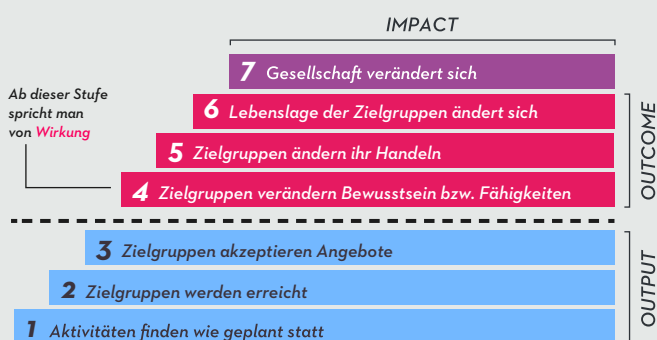 IMPACT
7 Gesellschaft verändert sich
Ab dieser Stufe
spricht man
von Wirkung
6 Lebenslage der Zielgruppen ändert sich
5 Zielgruppen ändern ihr Handeln
4 Zielgruppen verändern Bewusstsein bzw. Fähigkeiten
OUTCOME
3 Zielgruppen akzeptieren Angebote
2 Zielgruppen werden erreicht
1 Aktivitäten finden wie geplant statt
OUTPUT